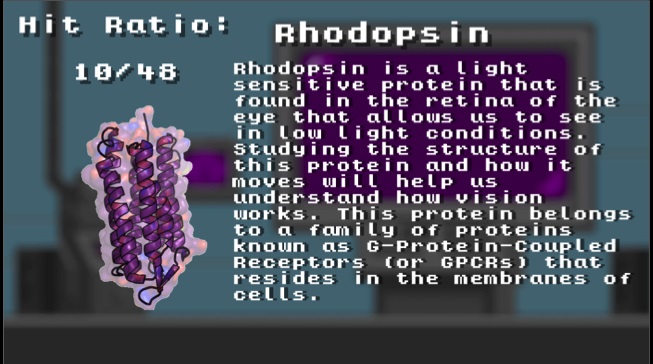 Hit Ratio:
10/48
Rhodopsin
Rhodopsin is a light
sensitive protein that is
found in the retina of the
eye that allows us to see
in low light conditions.
Studying the structure of
this protein and how it
moves will help us
understand how vision
works. This protein belongs
to a family of proteins
known as G-Protein-Coupled
Receptors (or GPCRs) that
resides in the membranes of
cells.